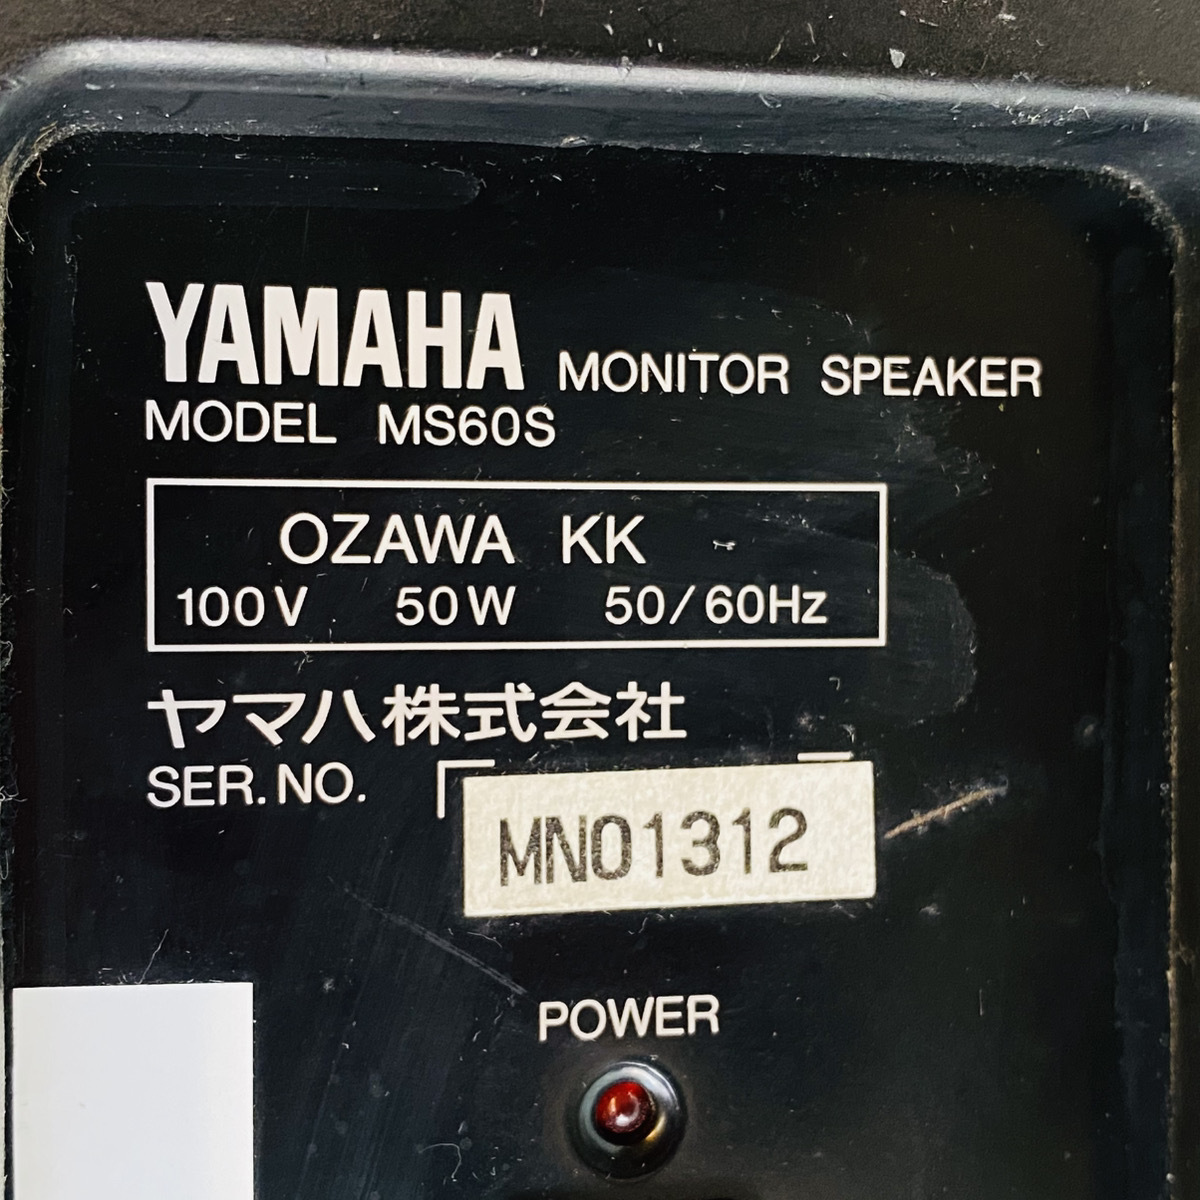 YAMAHA MONITOR SPEAKER
MODEL MS60S
OZAWA KK
100V 50W 50/60Hz
ヤマハ株式会社
SER. NO. MN01312
POWER